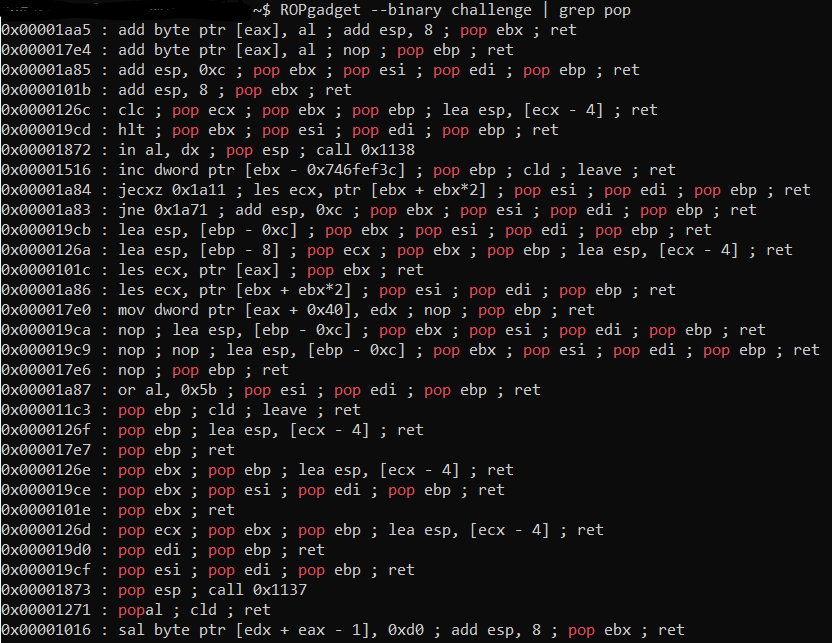 ~$ ROPgadget --binary challenge | grep pop
0x00001aa5 : add byte ptr [eax], al ; add esp, 8 ; pop ebx ; ret
0x000017e4 : add byte ptr [eax], al ; nop ; pop ebp ; ret
0x00001a85 : add esp, 0xc ; pop ebx ; pop esi ; pop edi ; pop ebp ; ret
0x0000101b : add esp, 8 ; pop ebx ; ret
0x0000126c : clc ; pop ecx ; pop ebx ; pop ebp ; lea esp, [ecx - 4] ; ret
0x000019cd : hlt ; pop ebx ; pop esi ; pop edi ; pop ebp ; ret
0x00001872 : in al, dx ; pop esp ; call 0x1138
0x00001516 : inc dword ptr [ebx - 0x746fef3c] ; pop ebp ; cld ; leave ; ret
0x00001a84 : jecxz 0x1a11 ; les ecx, ptr [ebx + ebx*2] ; pop esi ; pop edi ; pop ebp ; ret
0x00001a83 : jne 0x1a71 ; add esp, 0xc ; pop ebx ; pop esi ; pop edi ; pop ebp ; ret
0x000019cb : lea esp, [ebp - 0xc] ; pop ebx ; pop esi ; pop edi ; pop ebp ; ret
0x0000126a : lea esp, [ebp - 8] ; pop ecx ; pop ebx ; pop ebp ; lea esp, [ecx - 4] ; ret
0x0000101c : les ecx, ptr [eax] ; pop ebx ; ret
0x00001a86 : les ecx, ptr [ebx + ebx*2] ; pop esi ; pop edi ; pop ebp ; ret
0x000017e0 : mov dword ptr [eax + 0x40], edx ; nop ; pop ebp ; ret
0x000019ca : nop ; lea esp, [ebp - 0xc] ; pop ebx ; pop esi ; pop edi ; pop ebp ; ret
0x000019c9 : nop ; nop ; lea esp, [ebp - 0xc] ; pop ebx ; pop esi ; pop edi ; pop ebp ; ret
0x000017e6 : nop ; pop ebp ; ret
0x00001a87 : or al, 0x5b ; pop esi ; pop edi ; pop ebp ; ret
0x000011c3 : pop ebp ; cld ; leave ; ret
0x0000126f : pop ebp ; lea esp, [ecx - 4] ; ret
0x000017e7 : pop ebp ; ret
0x0000126e : pop ebx ; pop ebp ; lea esp, [ecx - 4] ; ret
0x000019ce : pop ebx ; pop esi ; pop edi ; pop ebp ; ret
0x0000101e : pop ebx ; ret
0x0000126d : pop ecx ; pop ebx ; pop ebp ; lea esp, [ecx - 4] ; ret
0x000019d0 : pop edi ; pop ebp ; ret
0x000019cf : pop esi ; pop edi ; pop ebp ; ret
0x00001873 : pop esp ; call 0x1137
0x00001271 : popal ; cld ; ret
0x00001016 : sal byte ptr [edx + eax - 1], 0xd0 ; add esp, 8 ; pop ebx ; ret